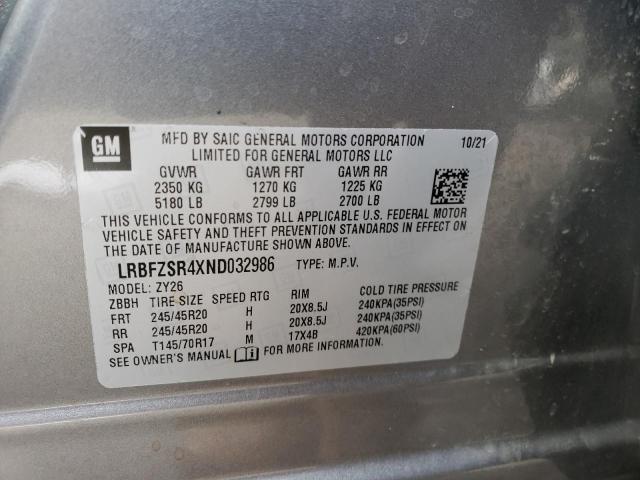 GM MFD BY SAIC GENERAL MOTORS CORPORATION 10/21
LIMITED FOR GENERAL MOTORS LLC
GVWR GAWR FRT GAWR RR
2350 KG 1270 KG 1225 KG
5180 LB 2799 LB 2700 LB
THIS VEHICLE CONFORMS TO ALL APPLICABLE U.S. FEDERAL MOTOR
VEHICLE SAFETY AND THEFT PREVENTION STANDARDS IN EFFECT ON
THE DATE OF MANUFACTURE SHOWN ABOVE.
LRBFZSR4XND032986 TYPE: M.P.V.
MODEL: ZY26
ZBBH TIRE SIZE SPEED RTG RIM COLD TIRE PRESSURE
FRT 245/45R20 H 20X8.5J 240KPA(35PSI)
RR 245/45R20 H 20X8.5J 240KPA(35PSI)
SPA T145/70R17 M 17X4B 420KPA(60PSI)
SEE OWNER'S MANUAL FOR MORE INFORMATION